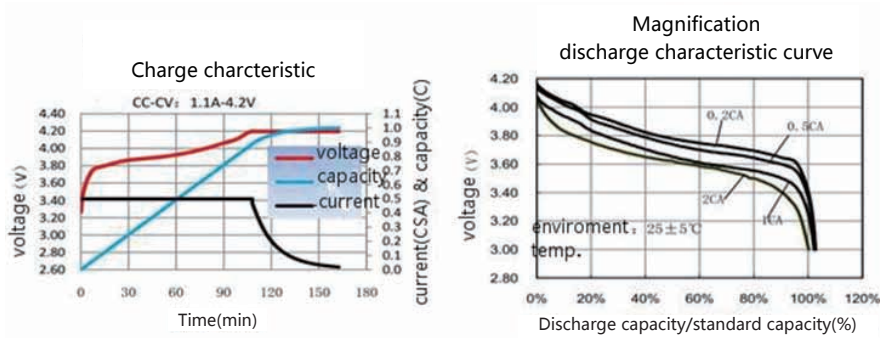 Charge charcteristic
CC-CV: 1.1A-4.2V
voltage (v)
4.40
4.20
4.00
3.80
3.60
3.40
3.20
3.00
2.80
2.60
0
30
60
90
120
150
180
Time(min)
voltage
capacity
current
1.1
1.0
0.9
0.8
0.7
0.6
0.5
0.4
0.3
0.2
0.1
0.0
current(CSA) & capacity(C)
Magnification
discharge characteristic curve
voltage (V)
4.20
4.00
3.80
3.60
3.40
3.20
3.00
2.80
0.2CA
0.5CA
2CA
1CA
enviroment: 25±5℃
temp.
0%
20%
40%
60%
80%
100%
120%
Discharge capacity/standard capacity(%)